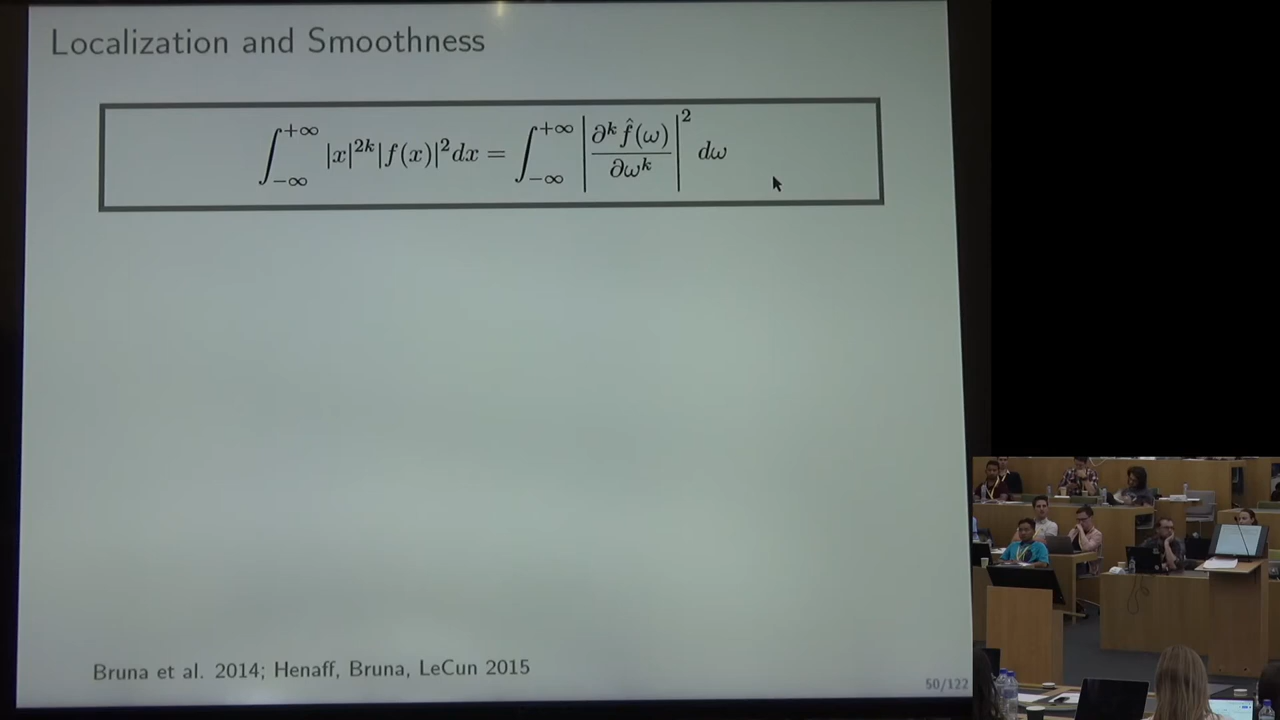 Localization and Smoothness
∫_{−∞}^{+∞} |x|^{2k}|f(x)|^2 dx = ∫_{−∞}^{+∞} |∂^k f̂(ω)/∂ω^k|^2 dω
Bruna et al. 2014; Henaff, Bruna, LeCun 2015
50/122